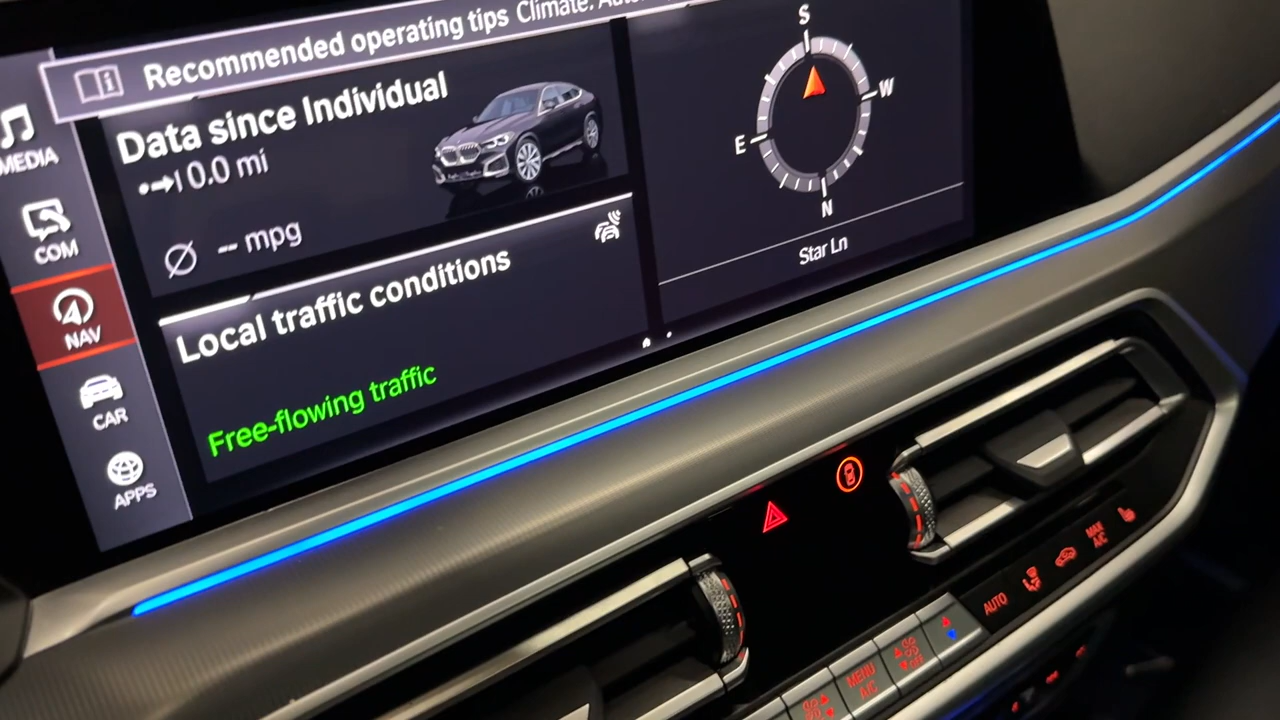 Recommended operating tips Climate:
Data since Individual
0.0 mi
-- mpg
Local traffic conditions
Free-flowing traffic
MEDIA
COM
NAV
CAR
APPS
S
W
E
N
Star Ln
MAX
A/C
AUTO
OFF
MENU
A/C